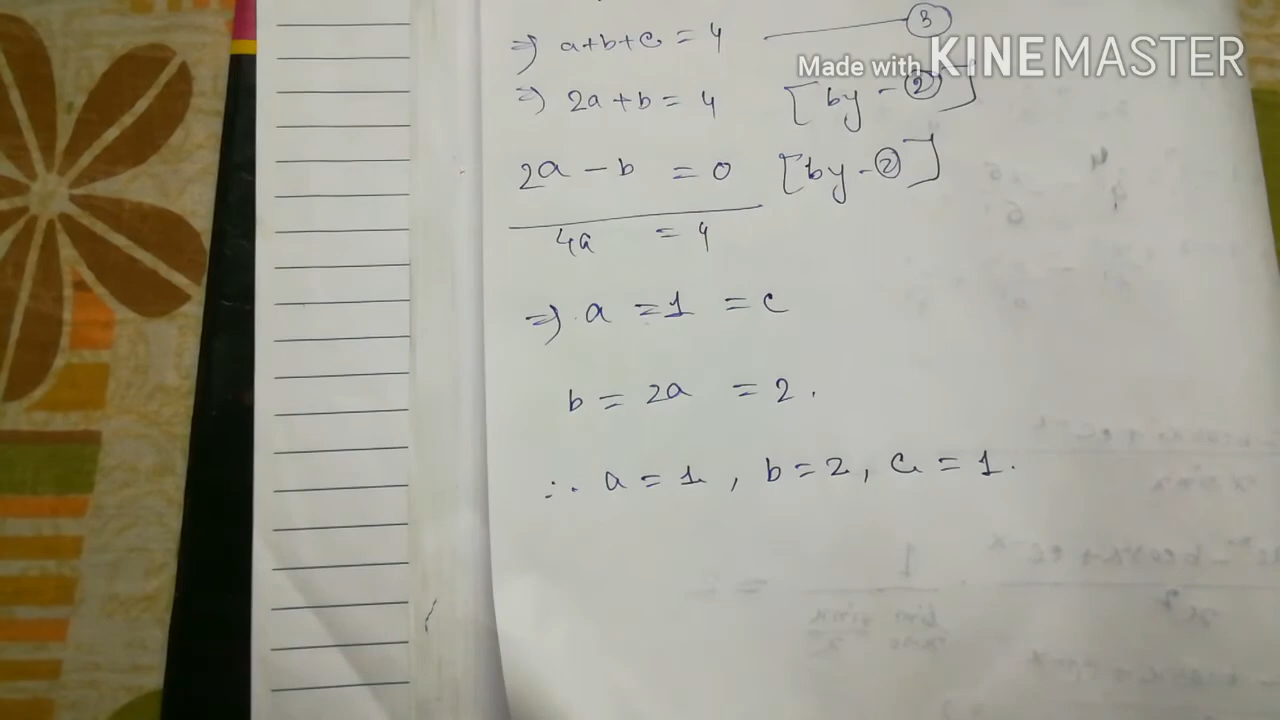 ⇒ a+b+c = 4 ——— ③
Made with KINEMASTER
⇒ 2a+b = 4 [by - ②]
2a - b = 0 [by - ②]
4a = 4
⇒ a = 1 = c
b = 2a = 2.
∴ a = 1, b = 2, c = 1.